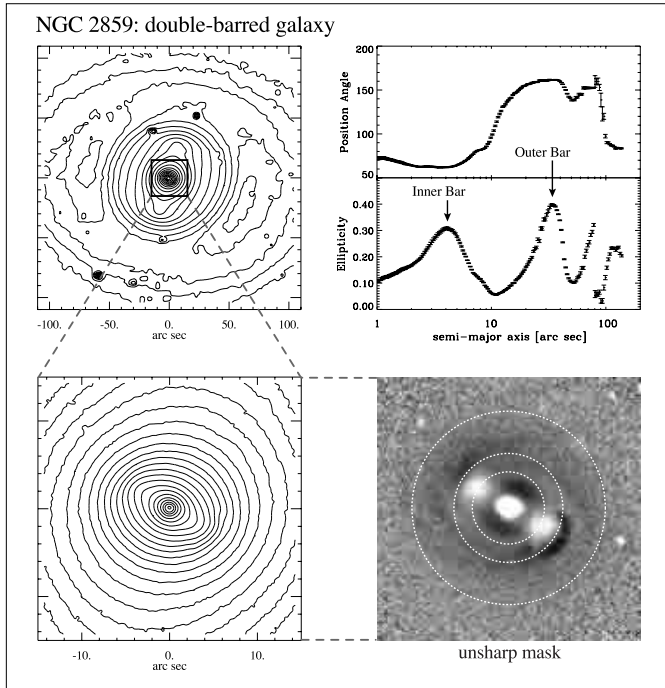 NGC 2859: double-barred galaxy
-100. -50. 0. 50. 100.
arc sec
200
150
100
50
Position Angle
Outer Bar
Inner Bar
0.40
0.30
0.20
0.10
0.00
Ellipticity
1 10 100
semi-major axis [arc sec]
-10. 0. 10.
arc sec
unsharp mask